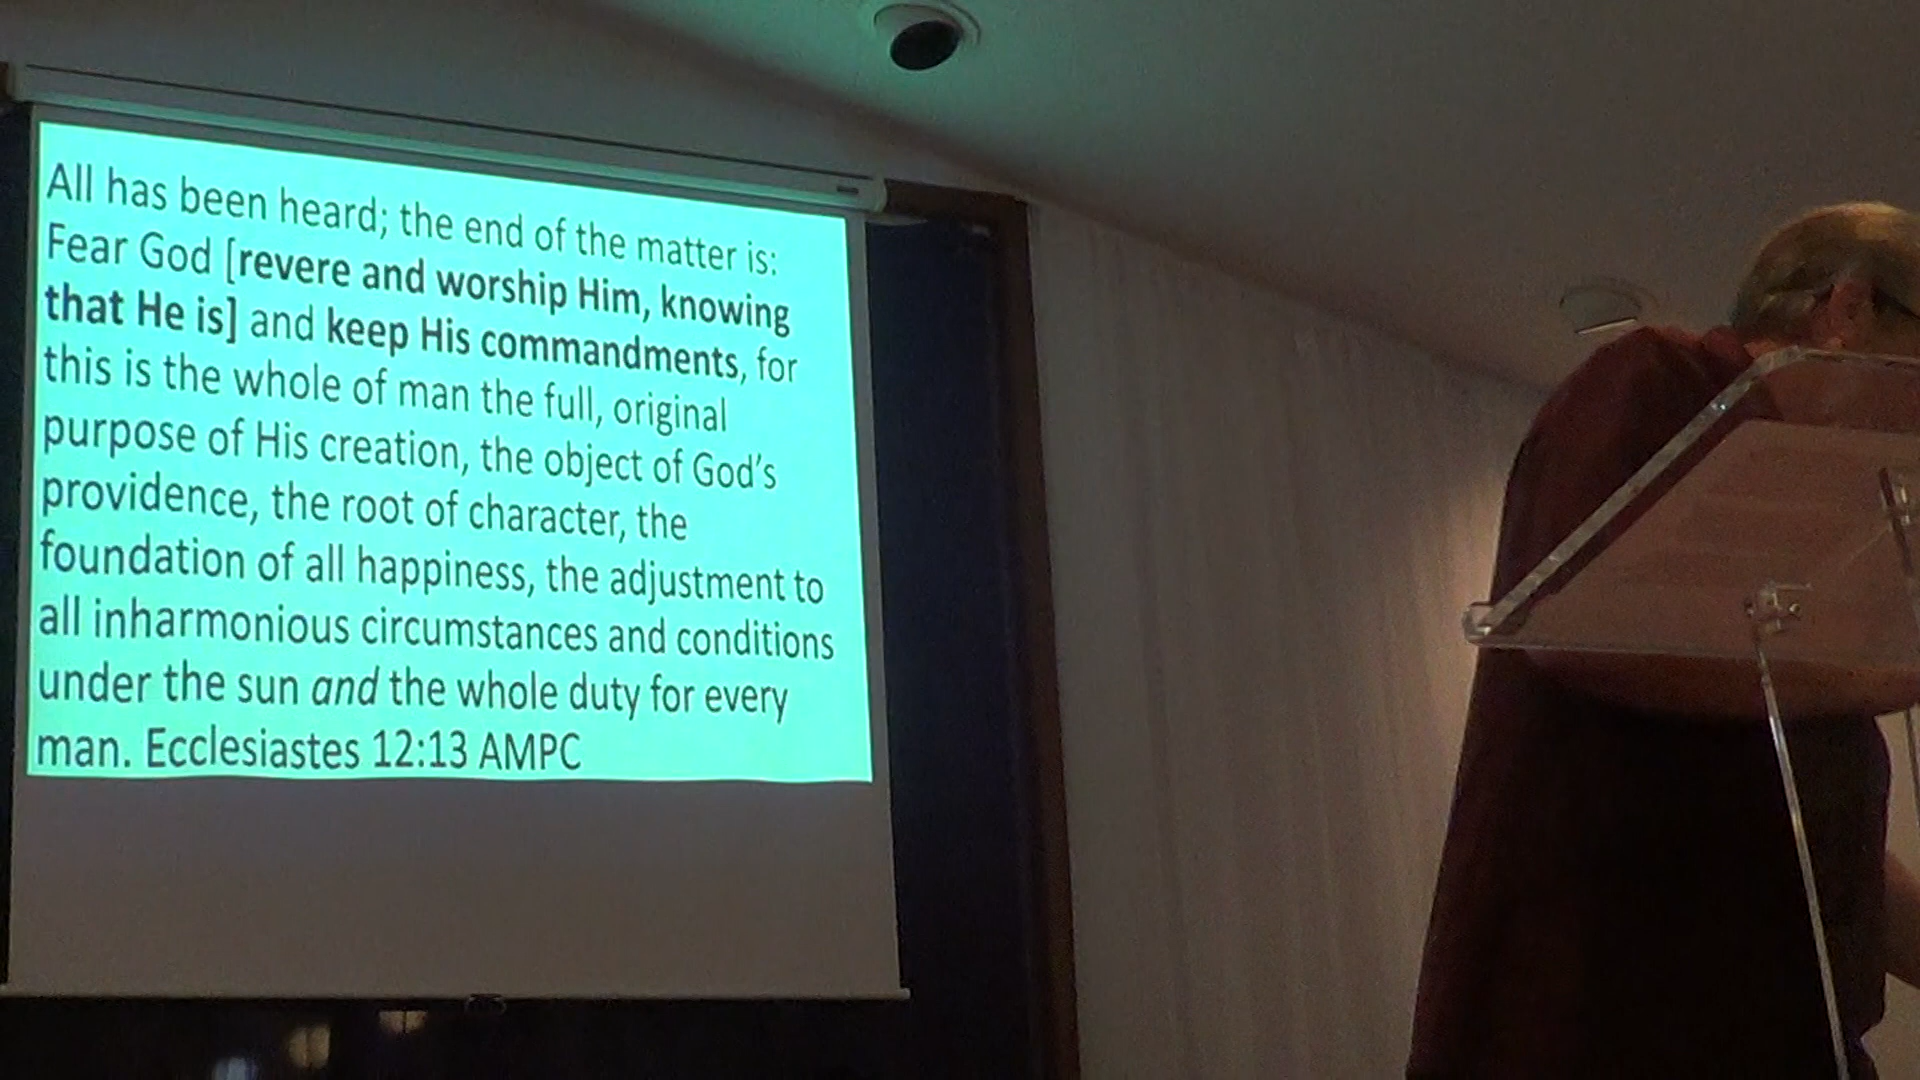 All has been heard; the end of the matter is:
Fear God [revere and worship Him, knowing
that He is] and keep His commandments, for
this is the whole of man the full, original
purpose of His creation, the object of God's
providence, the root of character, the
foundation of all happiness, the adjustment to
all inharmonious circumstances and conditions
under the sun and the whole duty for every
man. Ecclesiastes 12:13 AMPC